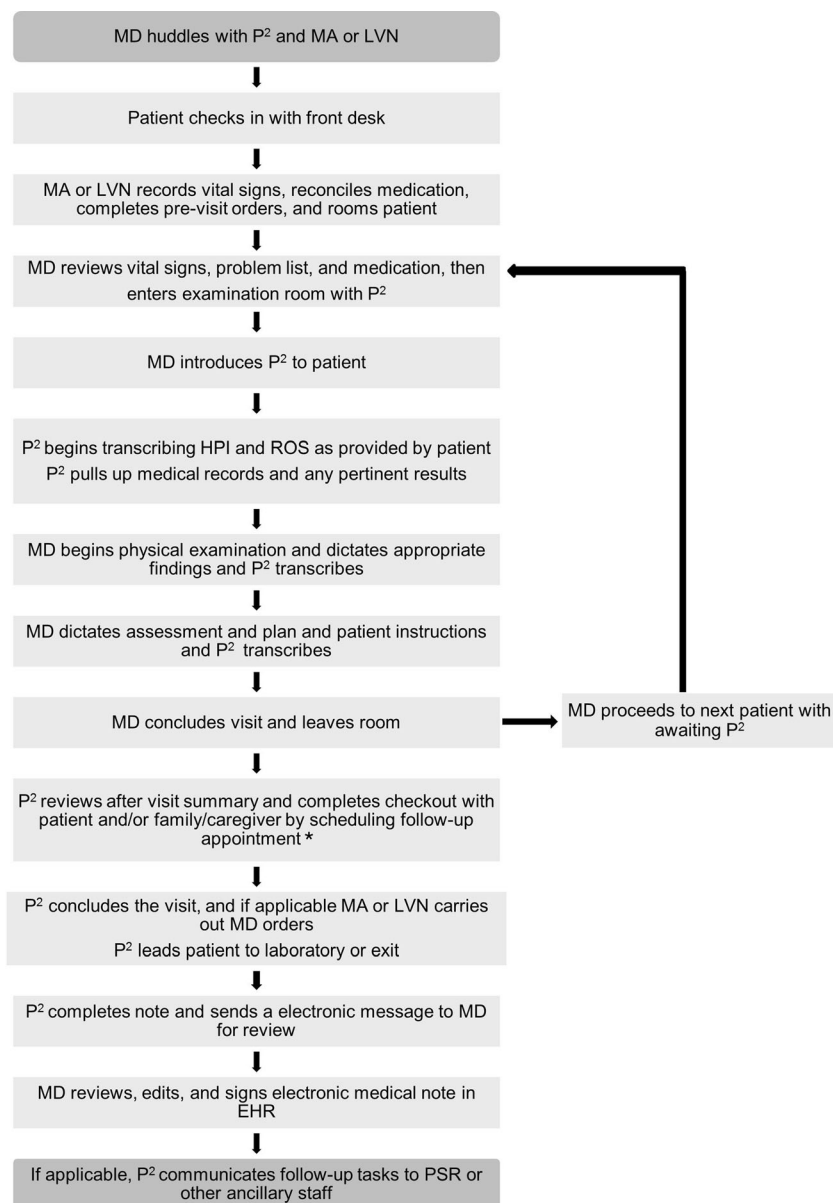 MD huddles with P² and MA or LVN
Patient checks in with front desk
MA or LVN records vital signs, reconciles medication,
completes pre-visit orders, and rooms patient
MD reviews vital signs, problem list, and medication, then
enters examination room with P²
MD introduces P² to patient
P² begins transcribing HPI and ROS as provided by patient
P² pulls up medical records and any pertinent results
MD begins physical examination and dictates appropriate
findings and P² transcribes
MD dictates assessment and plan and patient instructions
and P² transcribes
MD concludes visit and leaves room
MD proceeds to next patient with
awaiting P²
P² reviews after visit summary and completes checkout with
patient and/or family/caregiver by scheduling follow-up
appointment *
P² concludes the visit, and if applicable MA or LVN carries
out MD orders
P² leads patient to laboratory or exit
P² completes note and sends a electronic message to MD
for review
MD reviews, edits, and signs electronic medical note in
EHR
If applicable, P² communicates follow-up tasks to PSR or
other ancillary staff